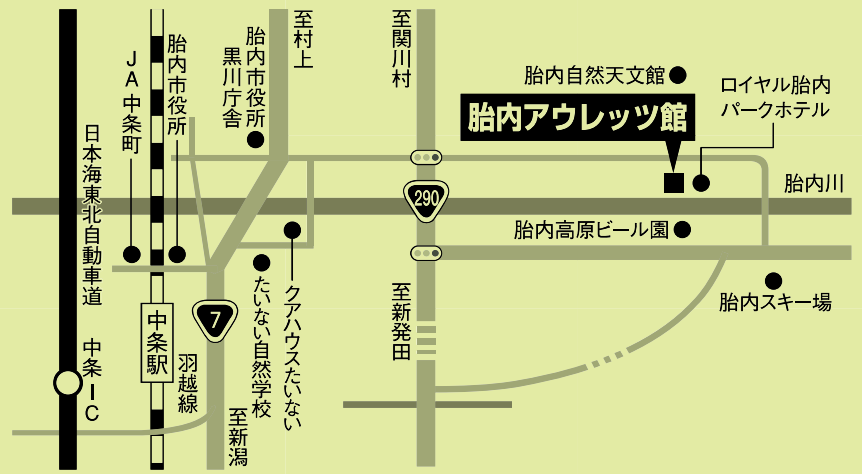 日本海東北自動車道
中条IC
JA中条町
胎内市役所
中条駅
羽越線
胎内市役所
黒川庁舎
至村上
7
至新潟
たいない自然学校
クアハウスたいない
至関川村
290
至新発田
胎内自然天文館
胎内アウレッツ館
ロイヤル胎内
パークホテル
胎内川
胎内高原ビール園
胎内スキー場